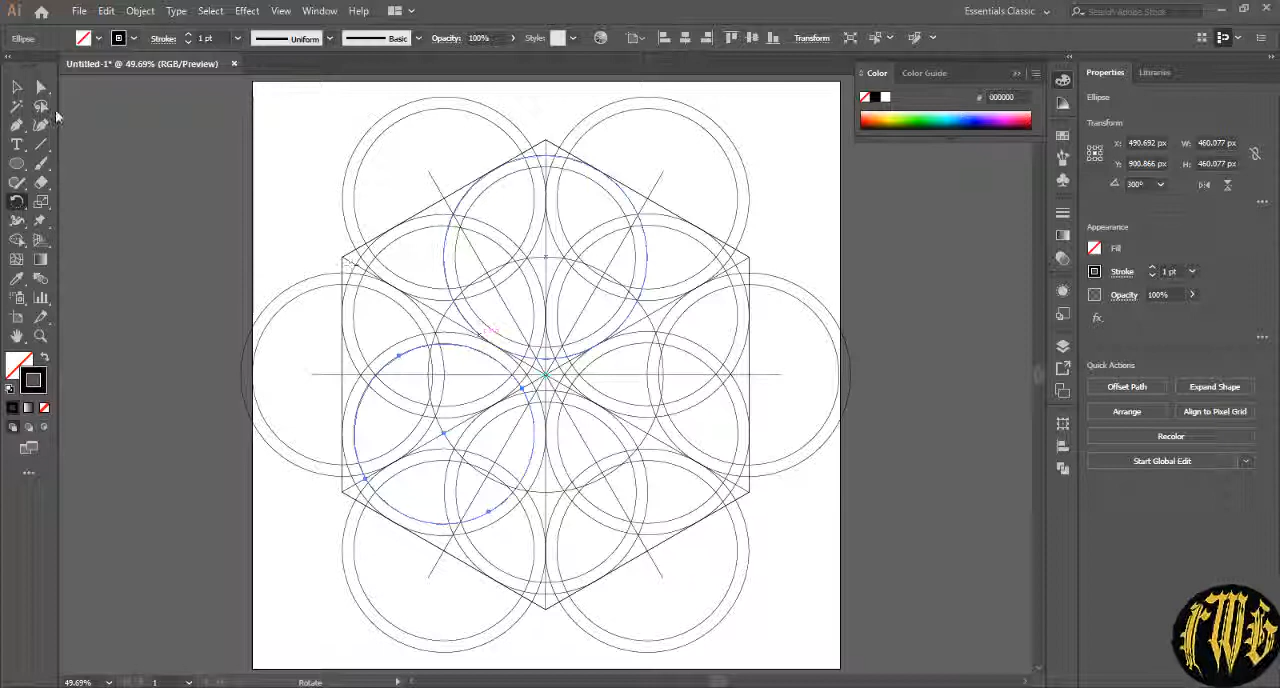 Ai File Edit Object Type Select Effect View Window Help Essentials Classic Search Adobe Stock
Ellipse Stroke: 1 pt Uniform Basic Opacity: 100% Style: Transform
Untitled-1* @ 49.69% (RGB/Preview) ×
Color Color Guide
# 000000
Properties Libraries
Ellipse
Transform
X: 490.692 px W: 460.077 px
Y: 900.866 px H: 460.077 px
300°
Appearance
Fill
Stroke 1 pt
Opacity 100%
fx.
Quick Actions
Offset Path Expand Shape
Arrange Align to Pixel Grid
Recolor
Start Global Edit
49.69% 1 Rotate